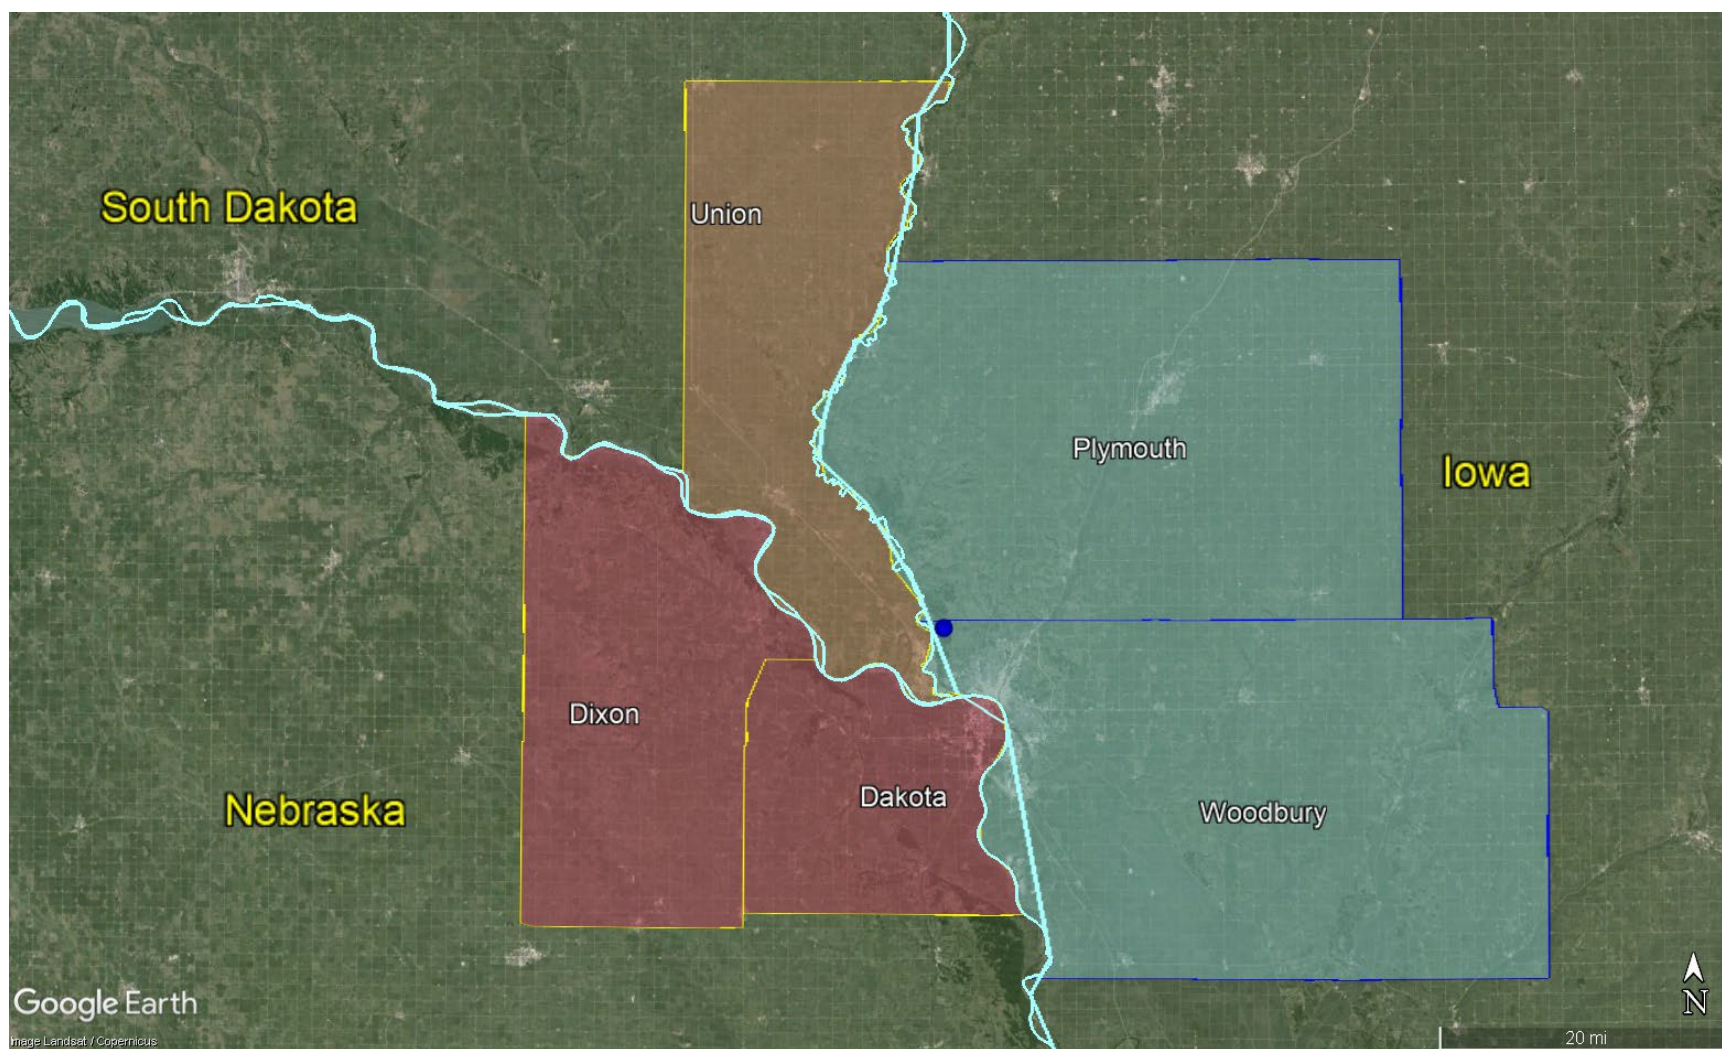 South Dakota
Union
Plymouth
Iowa
Dixon
Dakota
Nebraska
Woodbury
Google Earth
N
Image Landsat / Copernicus
20 mi